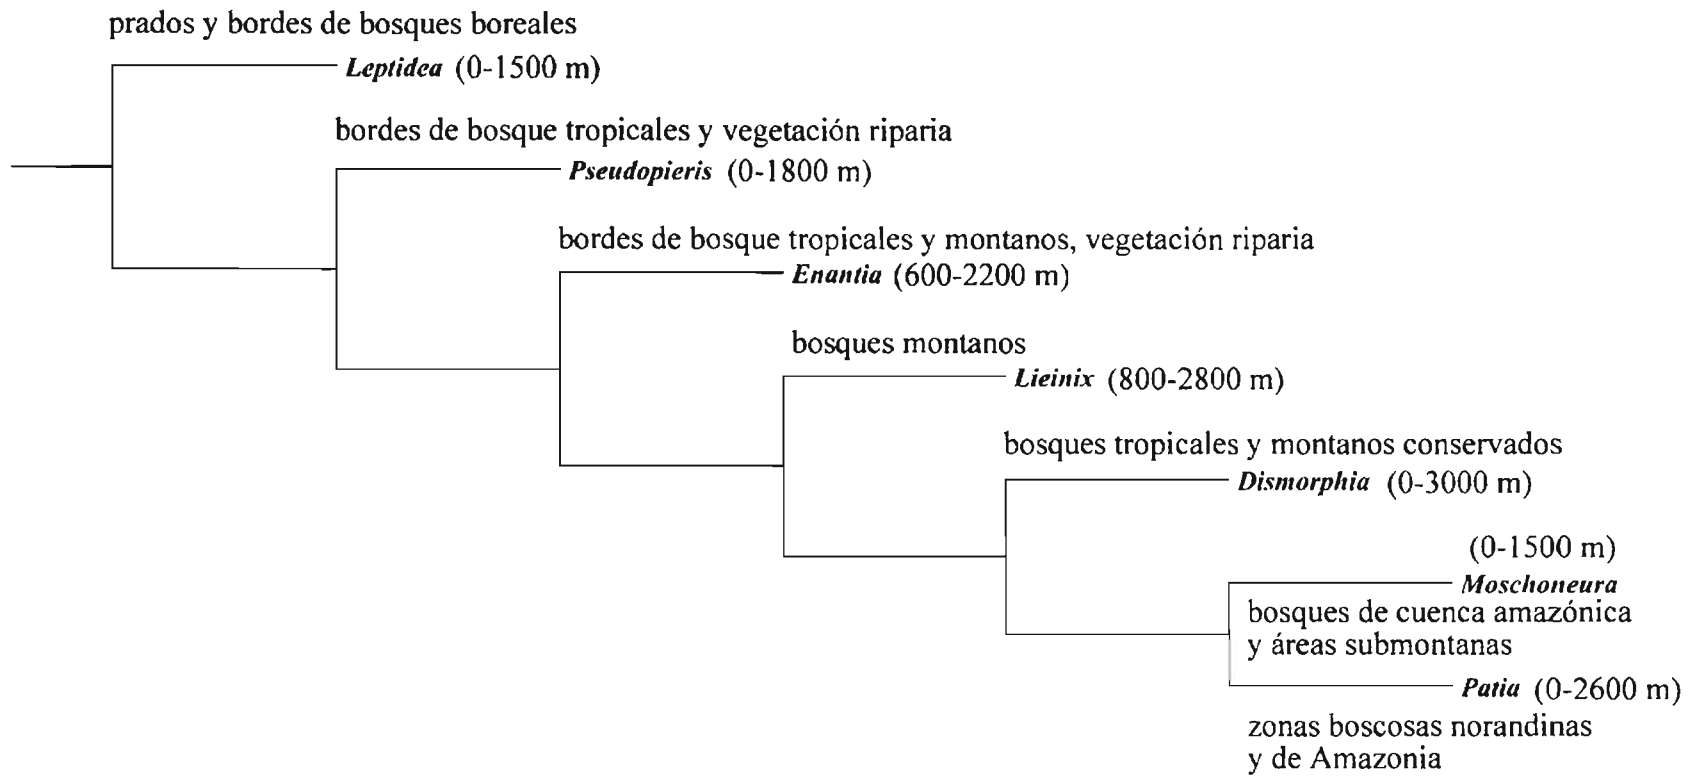 prados y bordes de bosques boreales
Leptidea (0-1500 m)
bordes de bosque tropicales y vegetación riparia
Pseudopieris (0-1800 m)
bordes de bosque tropicales y montanos, vegetación riparia
Enantia (600-2200 m)
bosques montanos
Lieinix (800-2800 m)
bosques tropicales y montanos conservados
Dismorphia (0-3000 m)
(0-1500 m)
Moschoneura
bosques de cuenca amazónica
y áreas submontanas
Patia (0-2600 m)
zonas boscosas norandinas
y de Amazonia